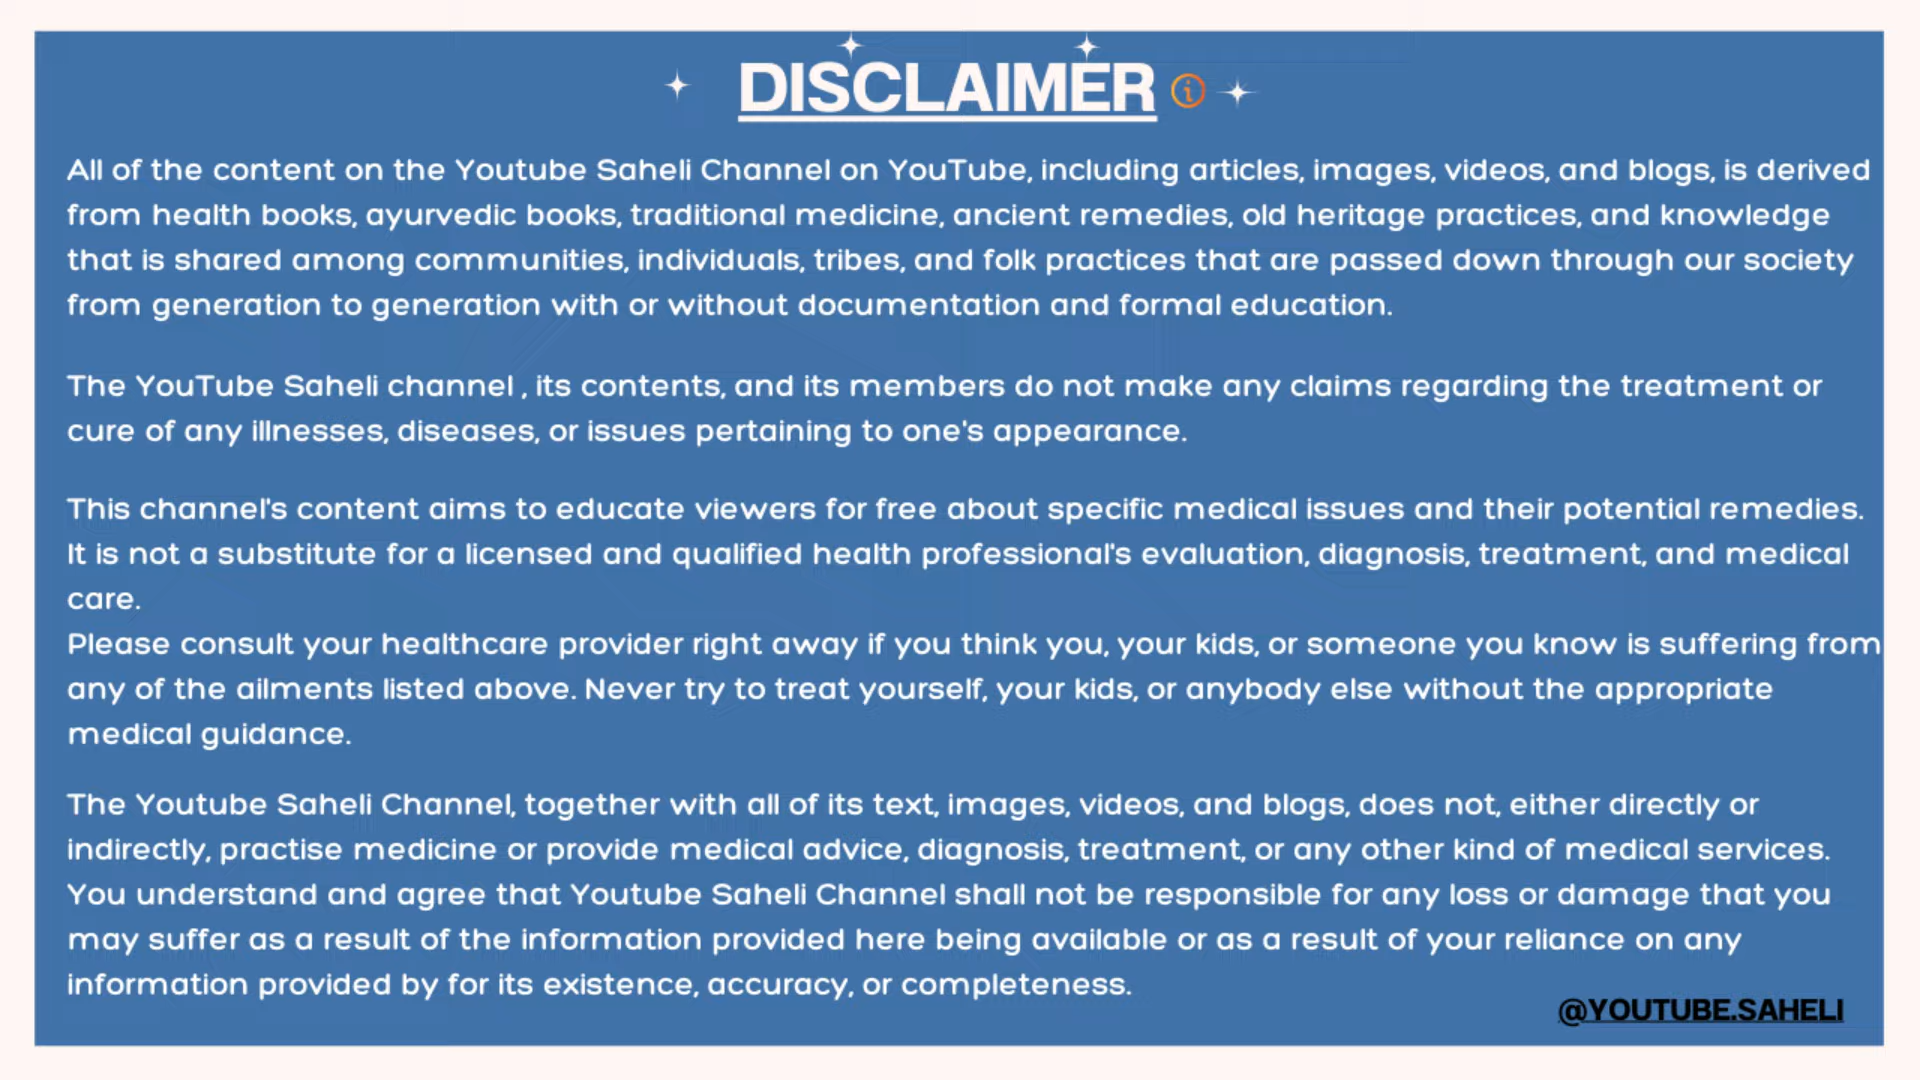 DISCLAIMER
All of the content on the Youtube Saheli Channel on YouTube, including articles, images, videos, and blogs, is derived
from health books, ayurvedic books, traditional medicine, ancient remedies, old heritage practices, and knowledge
that is shared among communities, individuals, tribes, and folk practices that are passed down through our society
from generation to generation with or without documentation and formal education.
The YouTube Saheli channel , its contents, and its members do not make any claims regarding the treatment or
cure of any illnesses, diseases, or issues pertaining to one's appearance.
This channel's content aims to educate viewers for free about specific medical issues and their potential remedies.
It is not a substitute for a licensed and qualified health professional's evaluation, diagnosis, treatment, and medical
care.
Please consult your healthcare provider right away if you think you, your kids, or someone you know is suffering from
any of the ailments listed above. Never try to treat yourself, your kids, or anybody else without the appropriate
medical guidance.
The Youtube Saheli Channel, together with all of its text, images, videos, and blogs, does not, either directly or
indirectly, practise medicine or provide medical advice, diagnosis, treatment, or any other kind of medical services.
You understand and agree that Youtube Saheli Channel shall not be responsible for any loss or damage that you
may suffer as a result of the information provided here being available or as a result of your reliance on any
information provided by for its existence, accuracy, or completeness.
@YOUTUBE.SAHELI